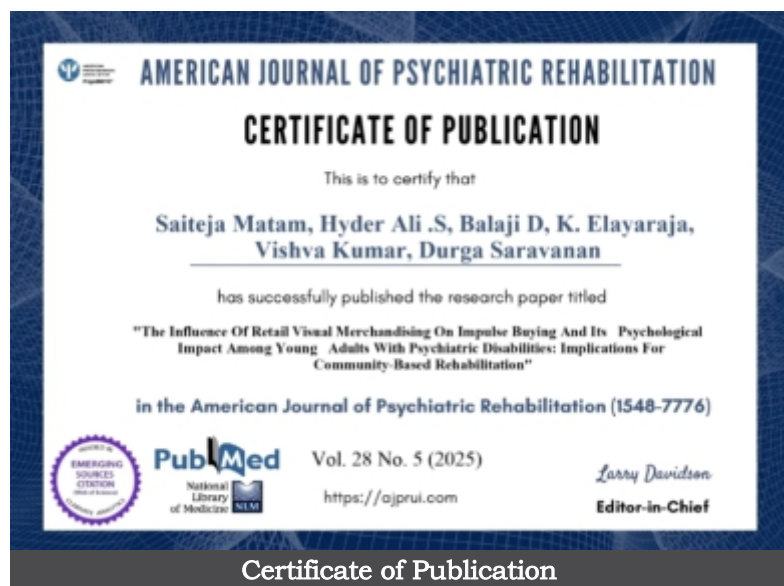 AMERICAN JOURNAL OF PSYCHIATRIC REHABILITATION
CERTIFICATE OF PUBLICATION
This is to certify that
Saiteja Matam, Hyder Ali .S, Balaji D, K. Elayaraja,
Vishva Kumar, Durga Saravanan
has successfully published the research paper titled
"The Influence Of Retail Visual Merchandising On Impulse Buying And Its Psychological
Impact Among Young Adults With Psychiatric Disabilities: Implications For
Community-Based Rehabilitation"
in the American Journal of Psychiatric Rehabilitation (1548-7776)
EMERGING
SOURCES
CITATION
PubMed
National
Library
of Medicine
NLM
Vol. 28 No. 5 (2025)
https://ajprui.com
Larry Davidson
Editor-in-Chief
Certificate of Publication